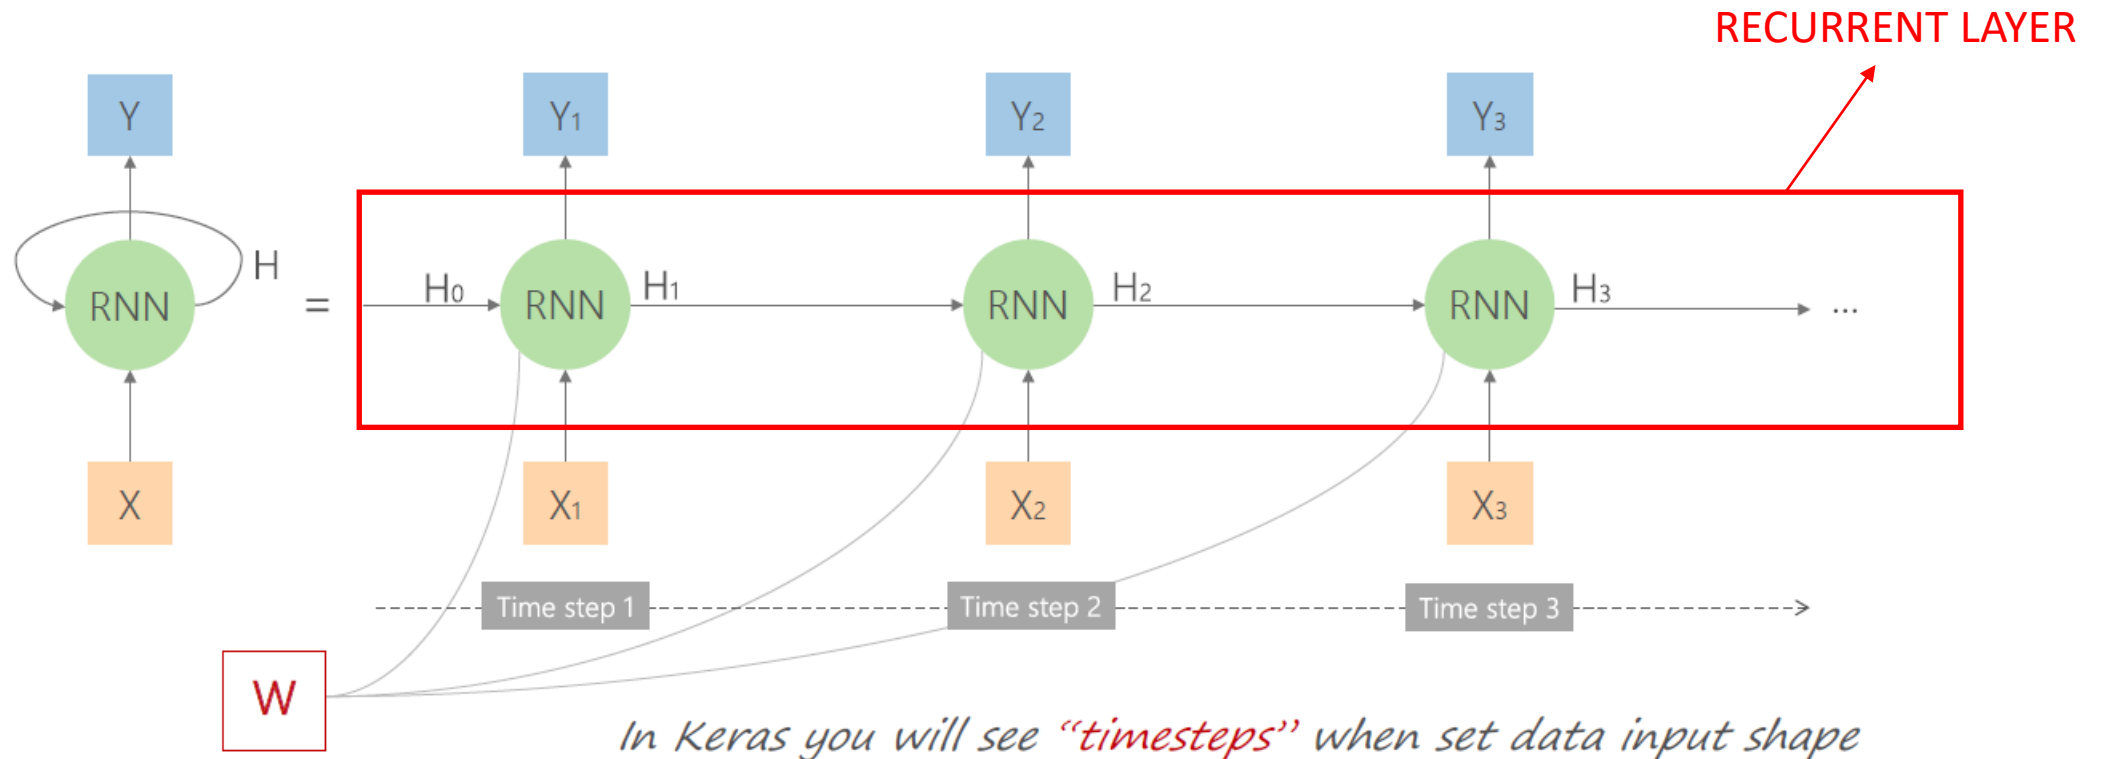 RECURRENT LAYER
Y
Y1
Y2
Y3
H
=
RNN
H0
RNN
H1
RNN
H2
RNN
H3
...
X
X1
X2
X3
Time step 1
Time step 2
Time step 3
W
In Keras you will see “timesteps” when set data input shape